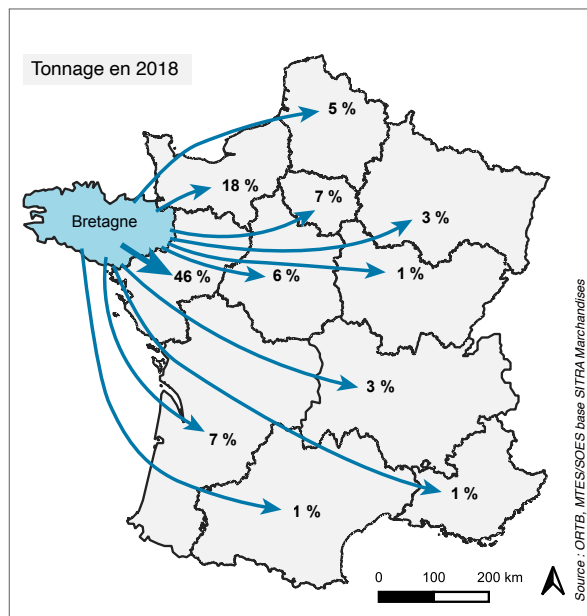 Tonnage en 2018
5 %
18 %
7 %
3 %
Bretagne
46 %
6 %
1 %
3 %
7 %
1 %
1 %
0 100 200 km
Source : ORTB, MTES/SOES base SITRA Marchandises